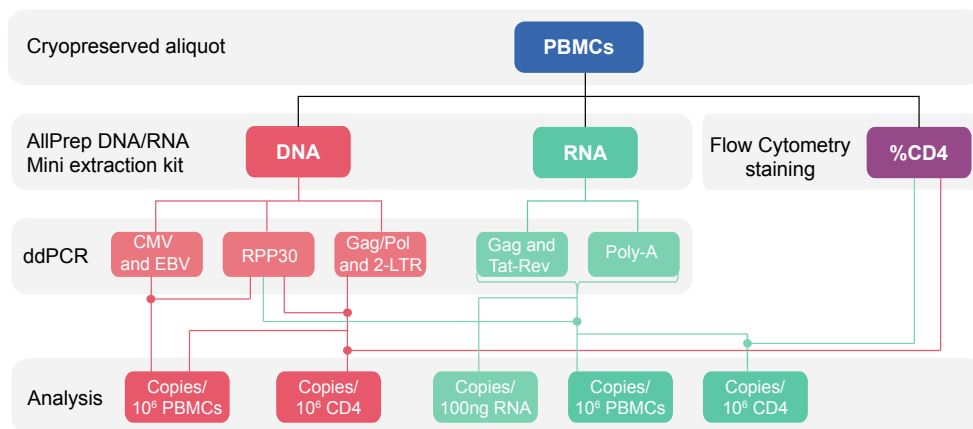 Cryopreserved aliquot
PBMCs
AllPrep DNA/RNA
Mini extraction kit
DNA
RNA
Flow Cytometry
staining
%CD4
ddPCR
CMV
and EBV
RPP30
Gag/Pol
and 2-LTR
Gag and
Tat-Rev
Poly-A
Analysis
Copies/
10⁶ PBMCs
Copies/
10⁶ CD4
Copies/
100ng RNA
Copies/
10⁶ PBMCs
Copies/
10⁶ CD4